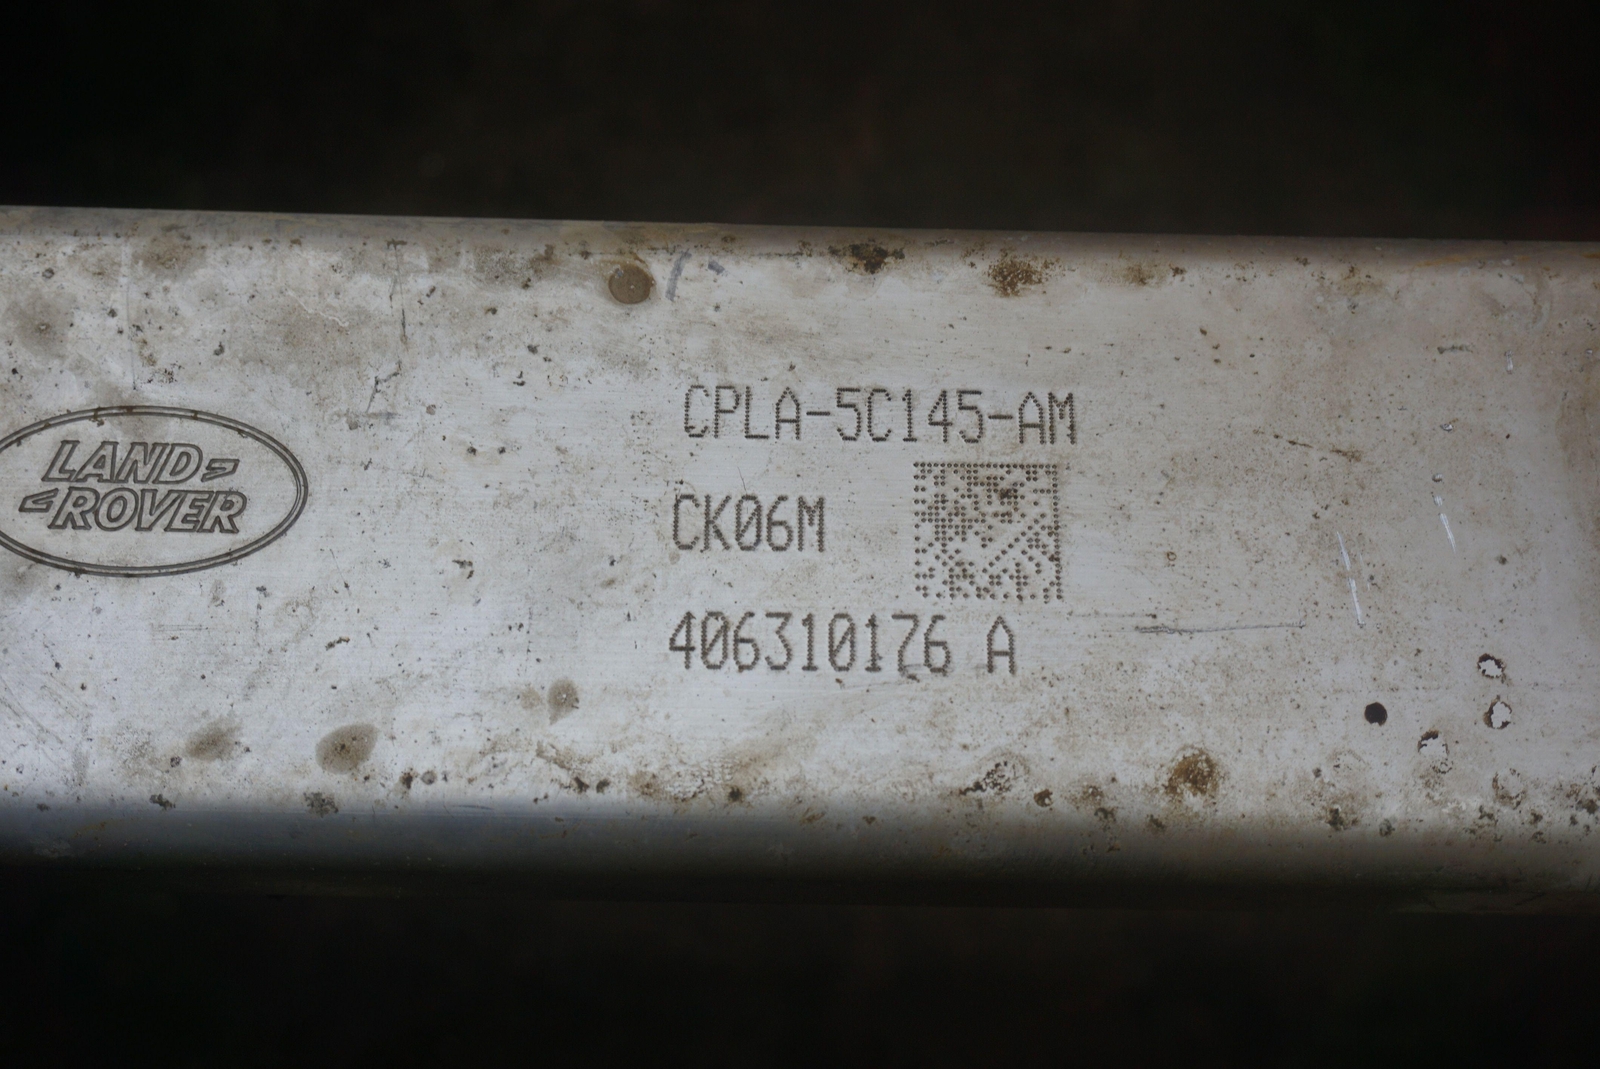 LAND
ROVER
CPLA-5C145-AM
CK06M
406310176 A